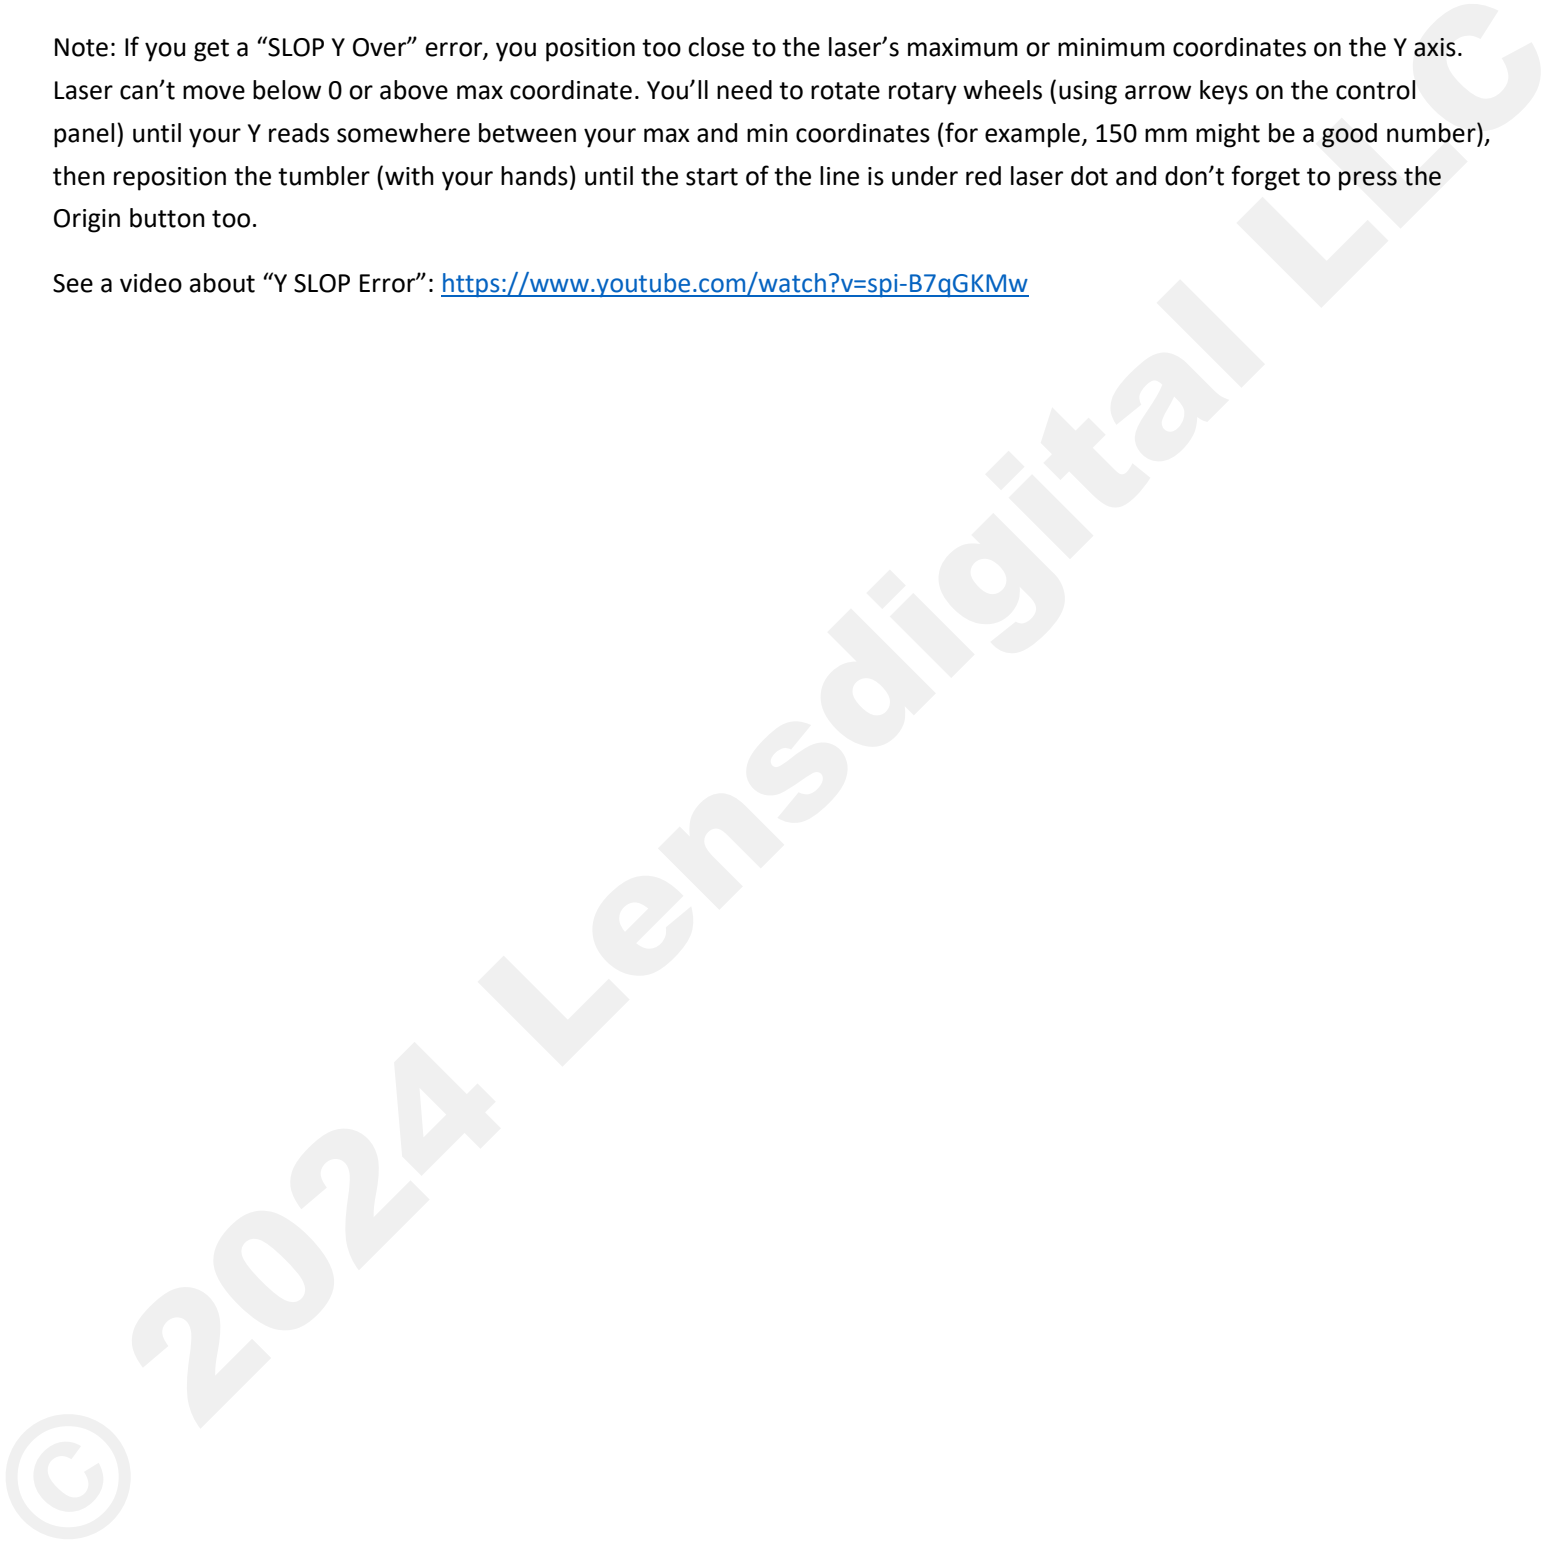 Note: If you get a “SLOP Y Over” error, you position too close to the laser’s maximum or minimum coordinates on the Y axis.
Laser can’t move below 0 or above max coordinate. You’ll need to rotate rotary wheels (using arrow keys on the control
panel) until your Y reads somewhere between your max and min coordinates (for example, 150 mm might be a good number),
then reposition the tumbler (with your hands) until the start of the line is under red laser dot and don’t forget to press the
Origin button too.
See a video about “Y SLOP Error”: https://www.youtube.com/watch?v=spi-B7qGKMw
© 2024 Lensdigital LLC